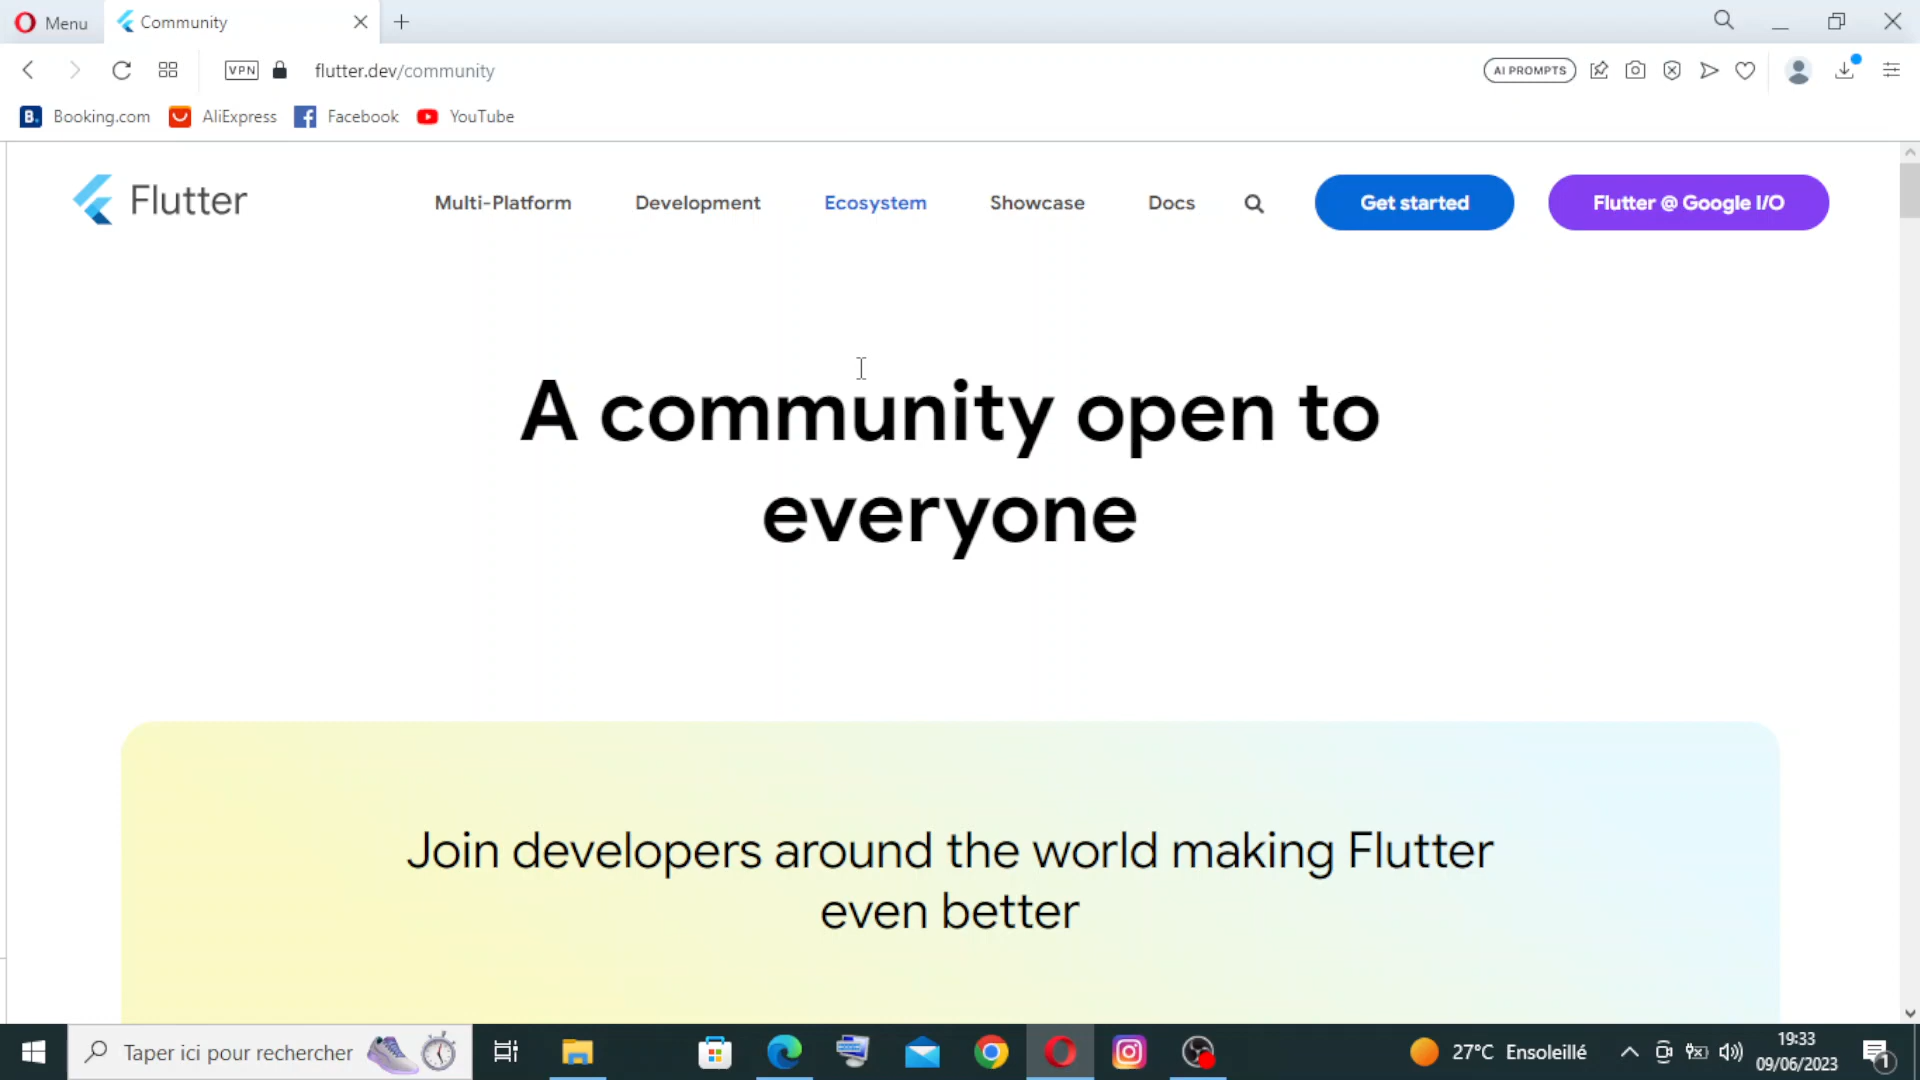 Menu
Community
VPN
flutter.dev/community
AI PROMPTS
B. Booking.com
AliExpress
Facebook
YouTube
Flutter
Multi-Platform
Development
Ecosystem
Showcase
Docs
Get started
Flutter @ Google I/O
A community open to
everyone
Join developers around the world making Flutter
even better
Taper ici pour rechercher
27°C Ensoleillé
19:33
09/06/2023
1